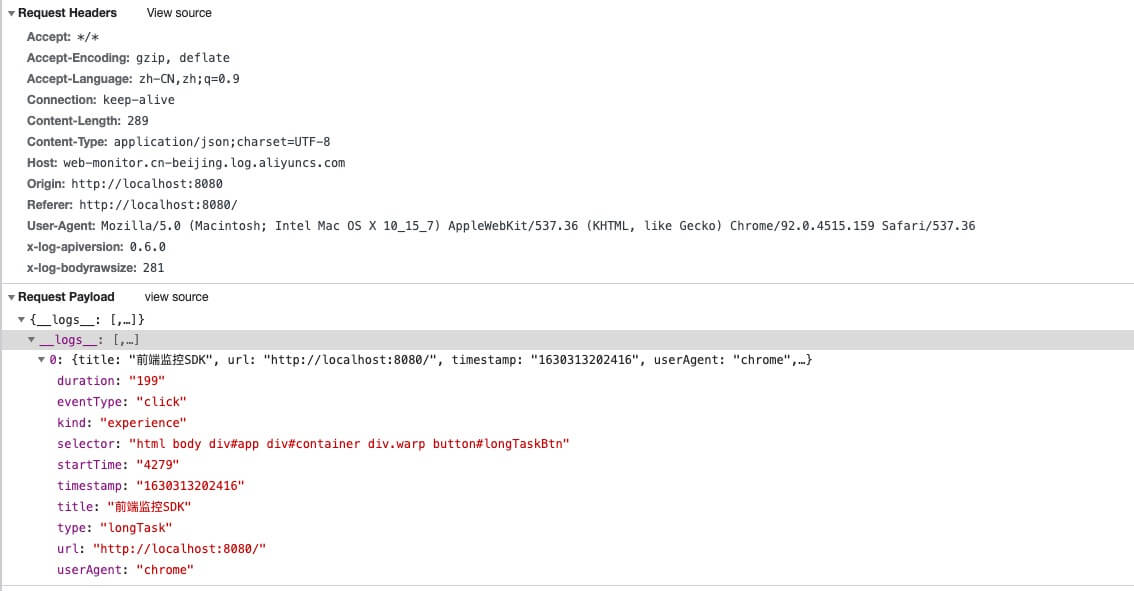 Request Headers View source
Accept: */*
Accept-Encoding: gzip, deflate
Accept-Language: zh-CN,zh;q=0.9
Connection: keep-alive
Content-Length: 289
Content-Type: application/json;charset=UTF-8
Host: web-monitor.cn-beijing.log.aliyuncs.com
Origin: http://localhost:8080
Referer: http://localhost:8080/
User-Agent: Mozilla/5.0 (Macintosh; Intel Mac OS X 10_15_7) AppleWebKit/537.36 (KHTML, like Gecko) Chrome/92.0.4515.159 Safari/537.36
x-log-apiversion: 0.6.0
x-log-bodyrawsize: 281
Request Payload view source
{__logs__: [,…]}
__logs__: [,…]
0: {title: "前端监控SDK", url: "http://localhost:8080/", timestamp: "1630313202416", userAgent: "chrome",…}
duration: "199"
eventType: "click"
kind: "experience"
selector: "html body div#app div#container div.warp button#longTaskBtn"
startTime: "4279"
timestamp: "1630313202416"
title: "前端监控SDK"
type: "longTask"
url: "http://localhost:8080/"
userAgent: "chrome"